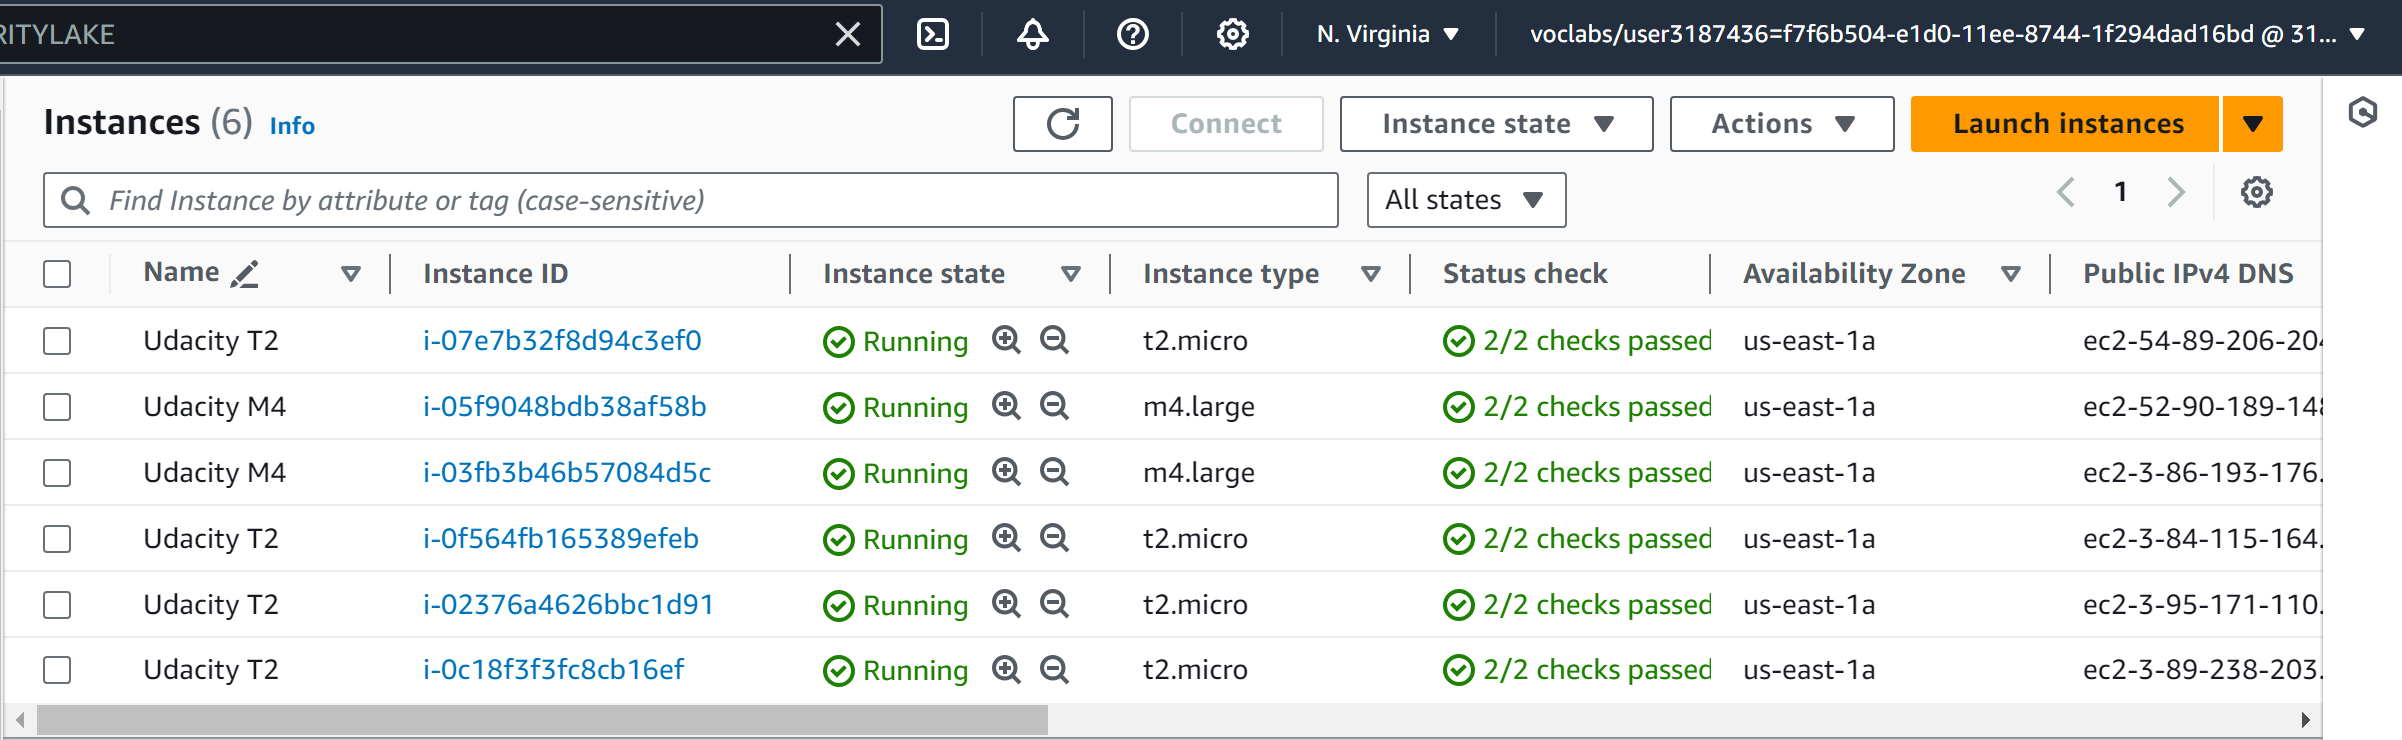 RITYLAKE N. Virginia voclabs/user3187436=f7f6b504-e1d0-11ee-8744-1f294dad16bd @ 31...
Instances (6) Info Connect Instance state Actions Launch instances
Find Instance by attribute or tag (case-sensitive) All states 1
Name Instance ID Instance state Instance type Status check Availability Zone Public IPv4 DNS
Udacity T2 i-07e7b32f8d94c3ef0 Running t2.micro 2/2 checks passed us-east-1a ec2-54-89-206-204
Udacity M4 i-05f9048bdb38af58b Running m4.large 2/2 checks passed us-east-1a ec2-52-90-189-148
Udacity M4 i-03fb3b46b57084d5c Running m4.large 2/2 checks passed us-east-1a ec2-3-86-193-176.
Udacity T2 i-0f564fb165389efeb Running t2.micro 2/2 checks passed us-east-1a ec2-3-84-115-164.
Udacity T2 i-02376a4626bbc1d91 Running t2.micro 2/2 checks passed us-east-1a ec2-3-95-171-110.
Udacity T2 i-0c18f3f3fc8cb16ef Running t2.micro 2/2 checks passed us-east-1a ec2-3-89-238-203.